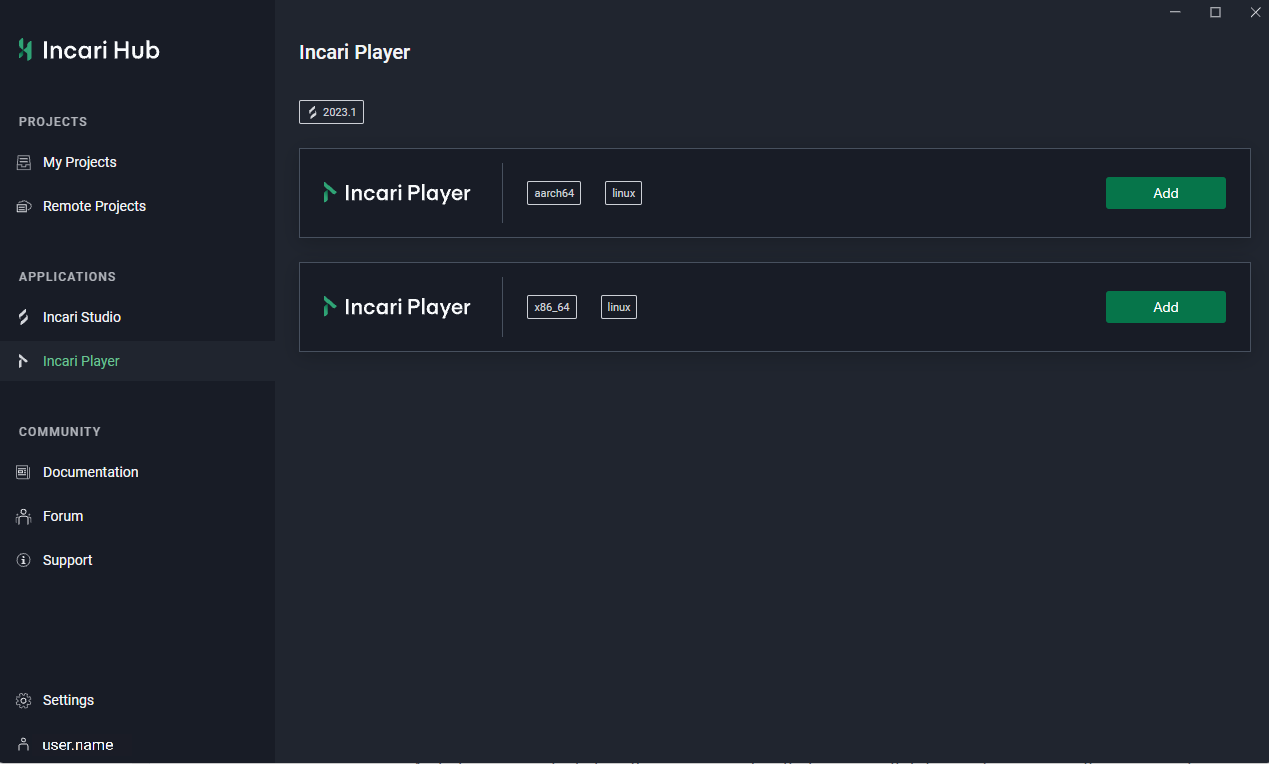 Incari Hub
PROJECTS
My Projects
Remote Projects
APPLICATIONS
Incari Studio
Incari Player
COMMUNITY
Documentation
Forum
Support
Settings
user.name
Incari Player
2023.1
Incari Player aarch64 linux Add
Incari Player x86_64 linux Add